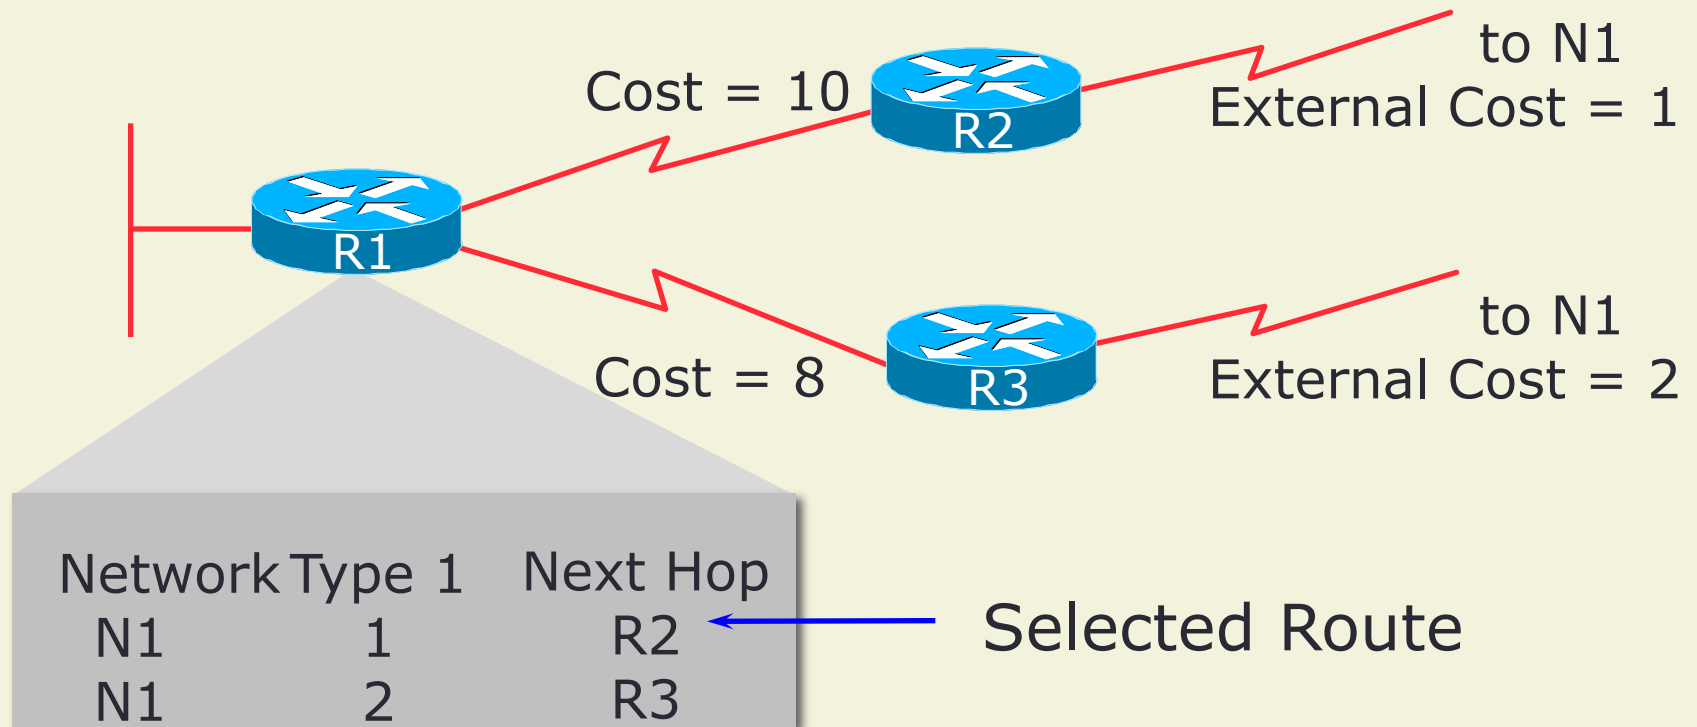 to N1
Cost = 10
External Cost = 1
R2
R1
to N1
Cost = 8
R3
External Cost = 2
Network Type 1 Next Hop
N1 1 R2
Selected Route
N1 2 R3